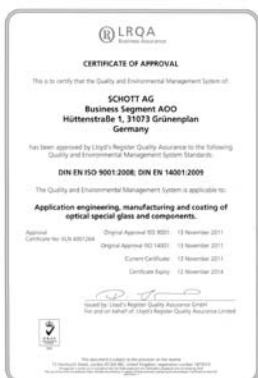 LRQA
Business Assurance
CERTIFICATE OF APPROVAL
This is to certify that the Quality and Environmental Management System of:
SCHOTT AG
Business Segment AOO
Hüttenstraße 1, 31073 Grünenplan
Germany
has been approved by Lloyd's Register Quality Assurance to the following
Quality and Environmental Management System Standards:
DIN EN ISO 9001:2008; DIN EN 14001:2009
The Quality and Environmental Management System is applicable to:
Application engineering, manufacturing and coating of
optical special glass and components.
Approval
Certificate No:
Original Approval ISO 9001: 13 November 2011
Original Approval ISO 14001: 13 November 2011
Current Certificate: 13 November 2011
Certificate Expiry: 12 November 2014
Issued by: Lloyd's Register Quality Assurance GmbH
For and on behalf of: Lloyd's Register Quality Assurance Limited